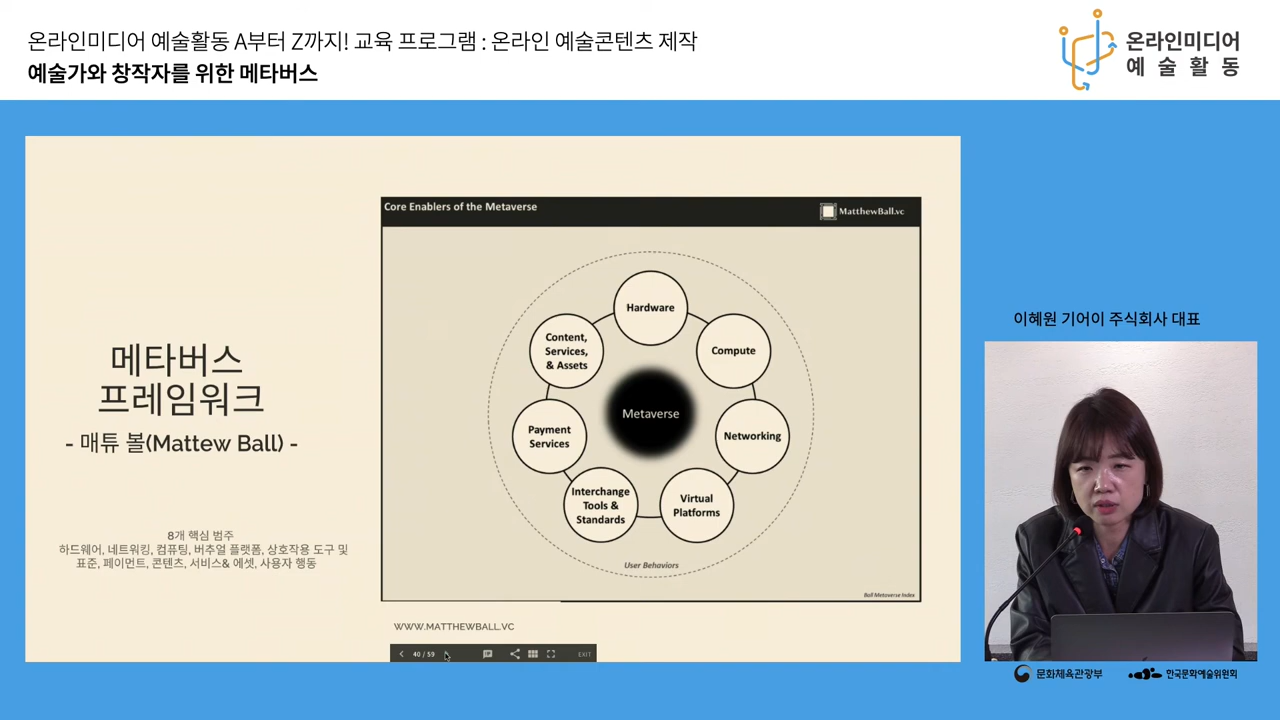 온라인미디어 예술활동 A부터 Z까지! 교육 프로그램 : 온라인 예술콘텐츠 제작
예술가와 창작자를 위한 메타버스
온라인미디어
예술활동
메타버스
프레임워크
- 매튜 볼(Mattew Ball) -
8개 핵심 범주
하드웨어, 네트워킹, 컴퓨팅, 버추얼 플랫폼, 상호작용 도구 및
표준, 페이먼트, 콘텐츠, 서비스& 에셋, 사용자 행동
Core Enablers of the Metaverse
MatthewBall.vc
Hardware
Content,
Services,
& Assets
Compute
Metaverse
Payment
Services
Networking
Interchange
Tools &
Standards
Virtual
Platforms
User Behaviors
Ball Metaverse Index
WWW.MATTHEWBALL.VC
40 / 59
EXIT
이혜원 기어이 주식회사 대표
문화체육관광부
한국문화예술위원회